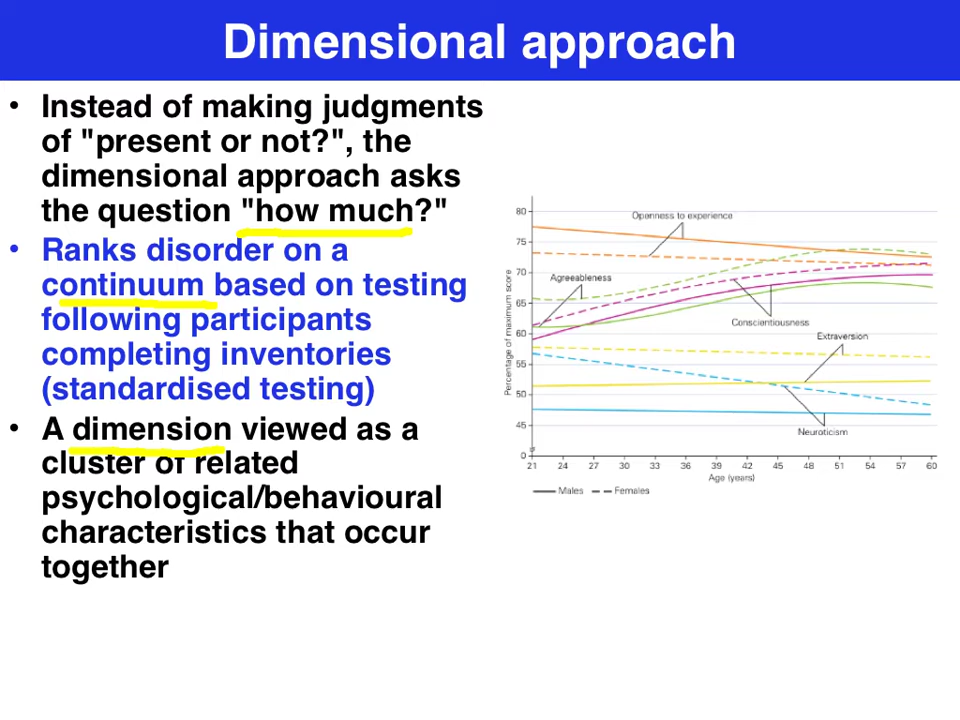 Dimensional approach
• Instead of making judgments
of "present or not?", the
dimensional approach asks
the question "how much?"
• Ranks disorder on a
continuum based on testing
following participants
completing inventories
(standardised testing)
• A dimension viewed as a
cluster of related
psychological/behavioural
characteristics that occur
together
Percentage of maximum score
80
75
70
65
60
55
50
45
0
Openness to experience
Agreeableness
Conscientiousness
Extraversion
Neuroticism
21 24 27 30 33 36 39 42 45 48 51 54 57 60
Age (years)
Males Females